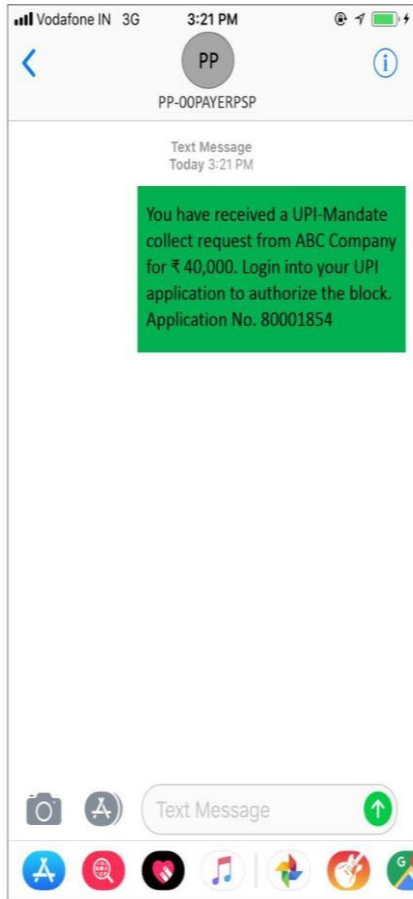 Vodafone IN 3G 3:21 PM
PP
PP-00PAYERPSP
Text Message
Today 3:21 PM
You have received a UPI-Mandate
collect request from ABC Company
for ₹ 40,000. Login into your UPI
application to authorize the block.
Application No. 80001854
Text Message
G